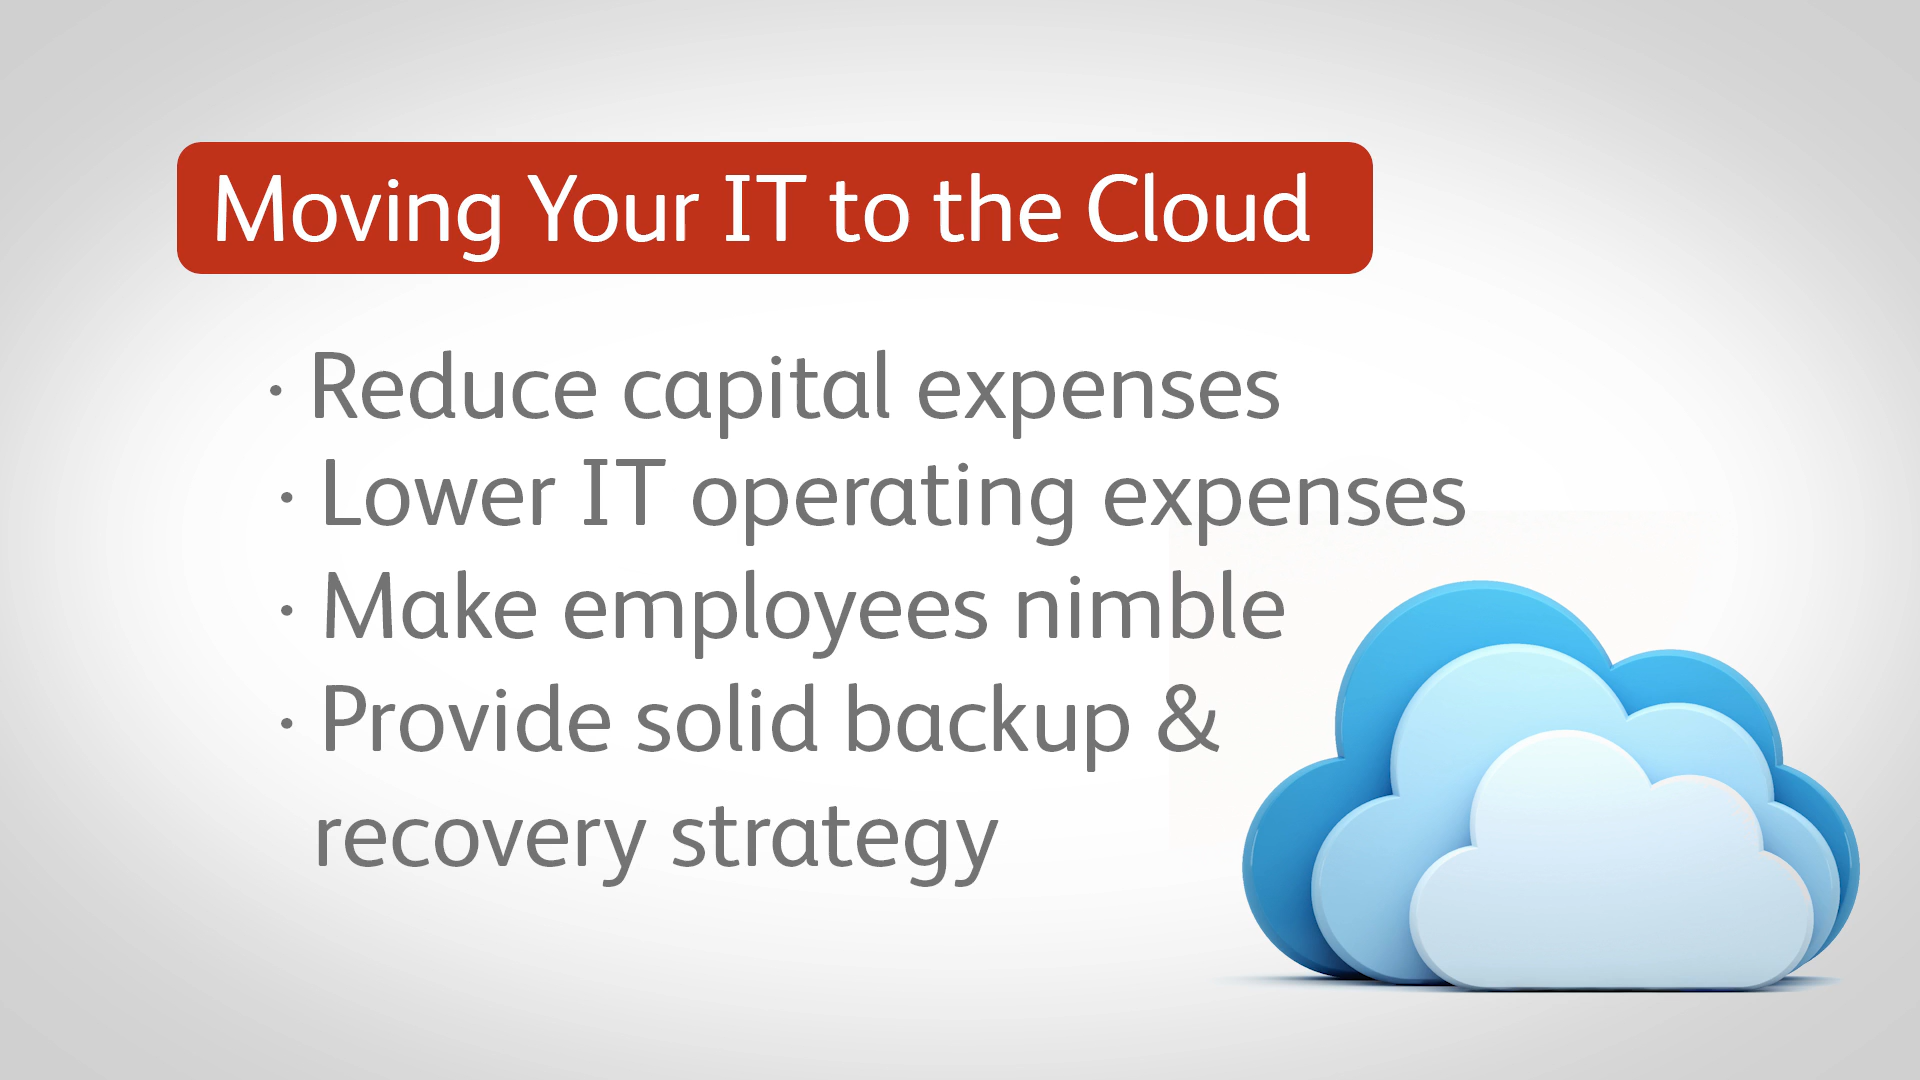 Moving Your IT to the Cloud
· Reduce capital expenses
· Lower IT operating expenses
· Make employees nimble
· Provide solid backup &
recovery strategy